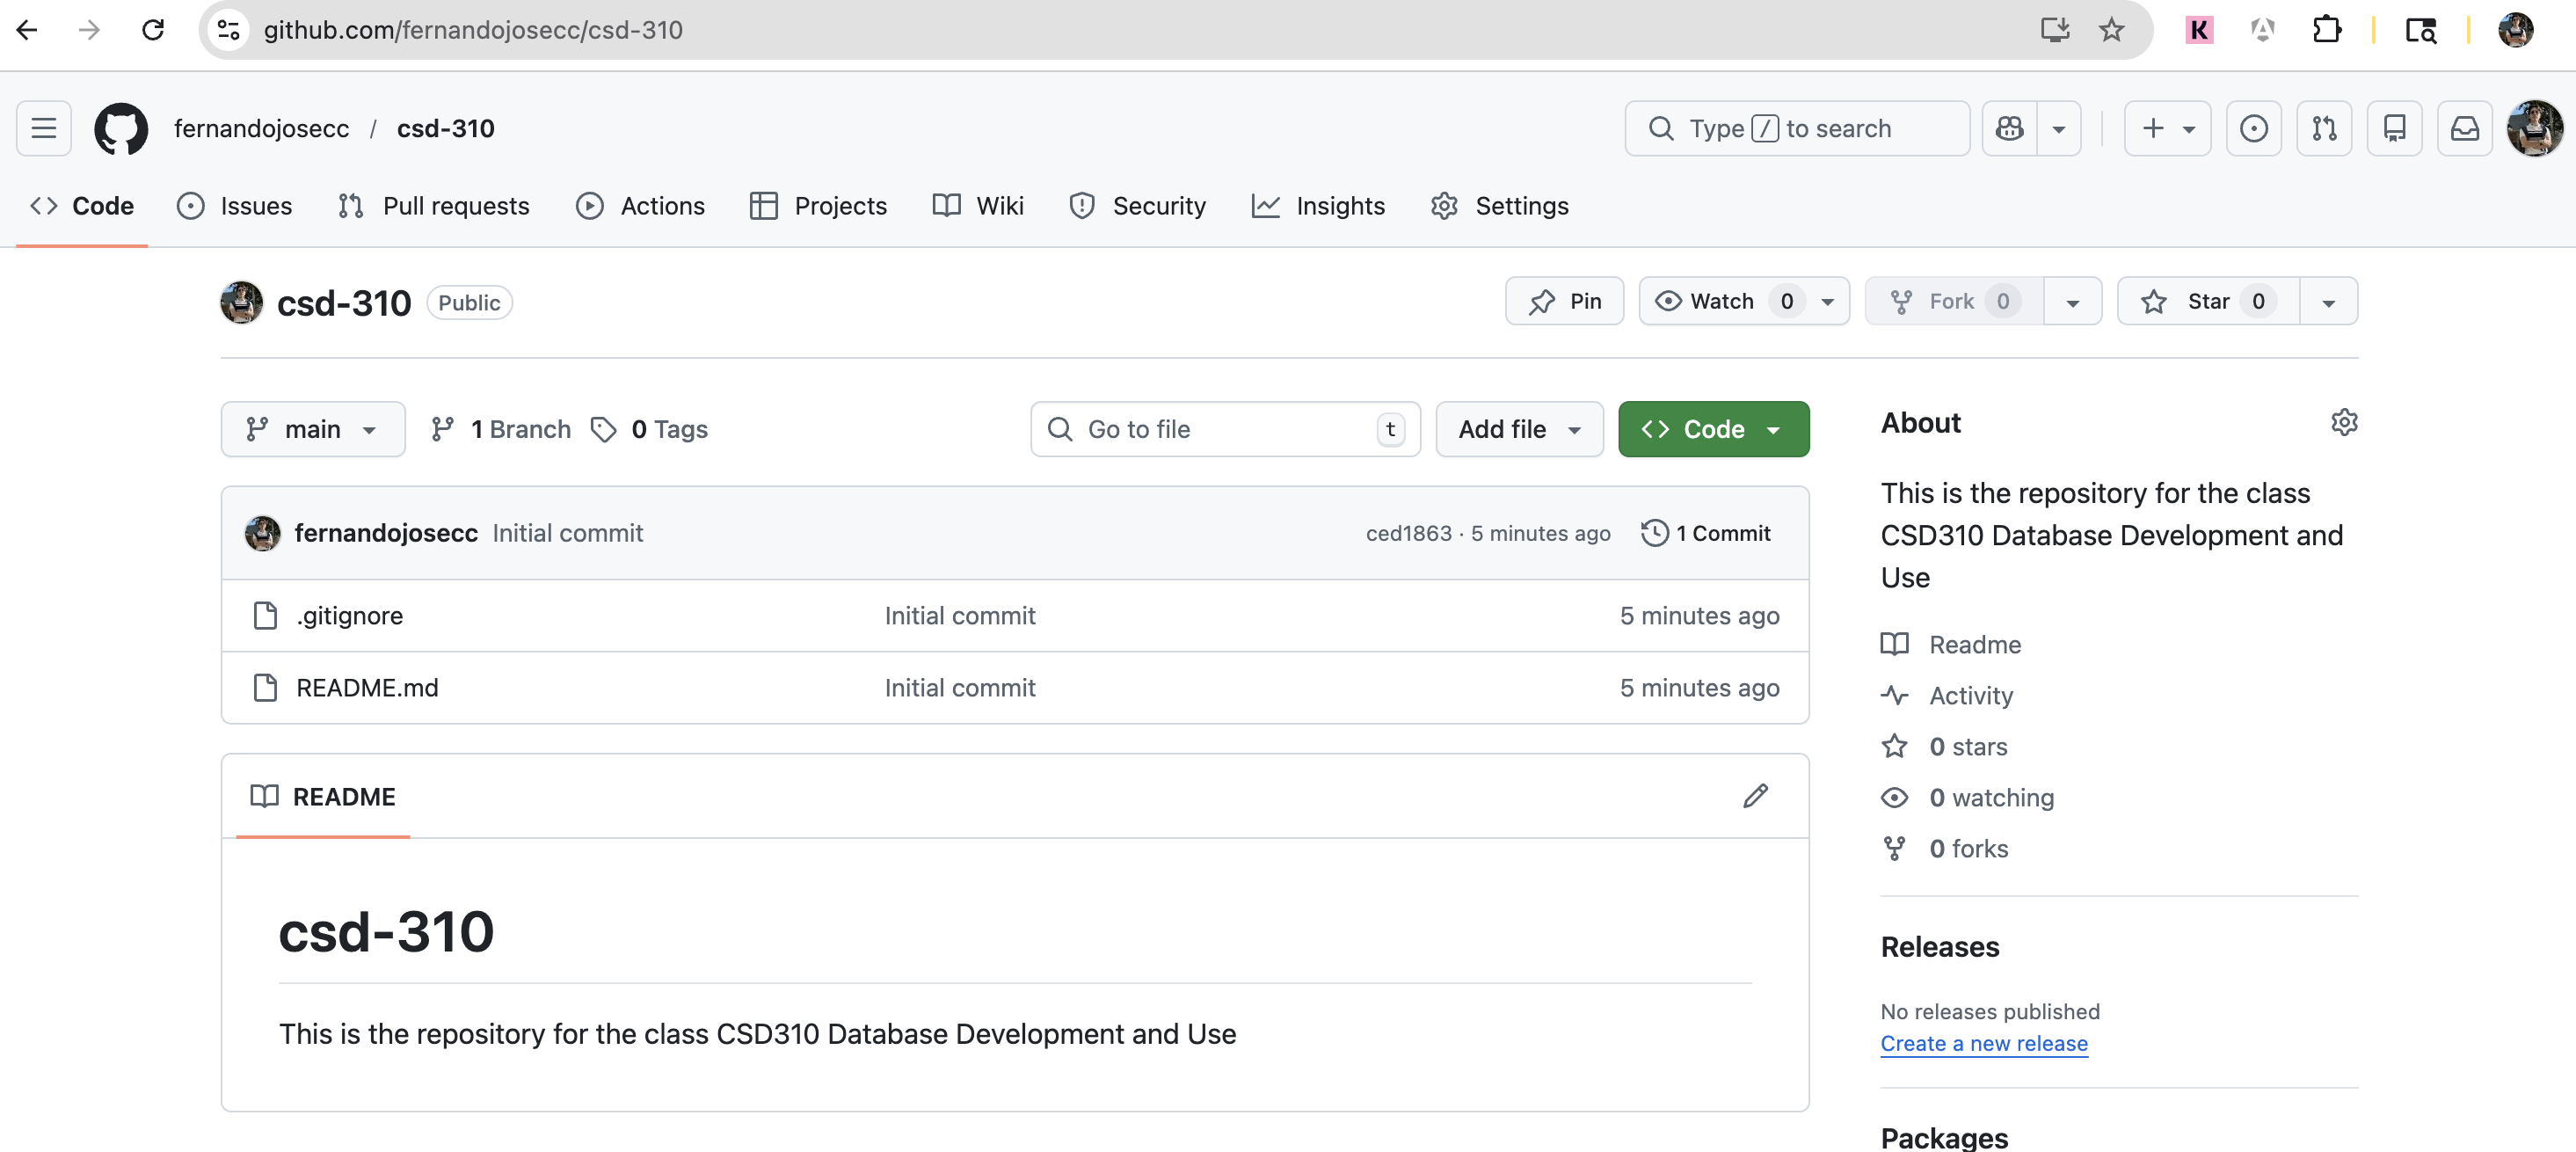 github.com/fernandojosecc/csd-310
K
fernandojosecc / csd-310
Type / to search
Code Issues Pull requests Actions Projects Wiki Security Insights Settings
csd-310 Public
Pin Watch 0 Fork 0 Star 0
main 1 Branch 0 Tags
Go to file t Add file Code
fernandojosecc Initial commit ced1863 · 5 minutes ago 1 Commit
.gitignore Initial commit 5 minutes ago
README.md Initial commit 5 minutes ago
README
csd-310
This is the repository for the class CSD310 Database Development and Use
About
This is the repository for the class
CSD310 Database Development and
Use
Readme
Activity
0 stars
0 watching
0 forks
Releases
No releases published
Create a new release
Packages